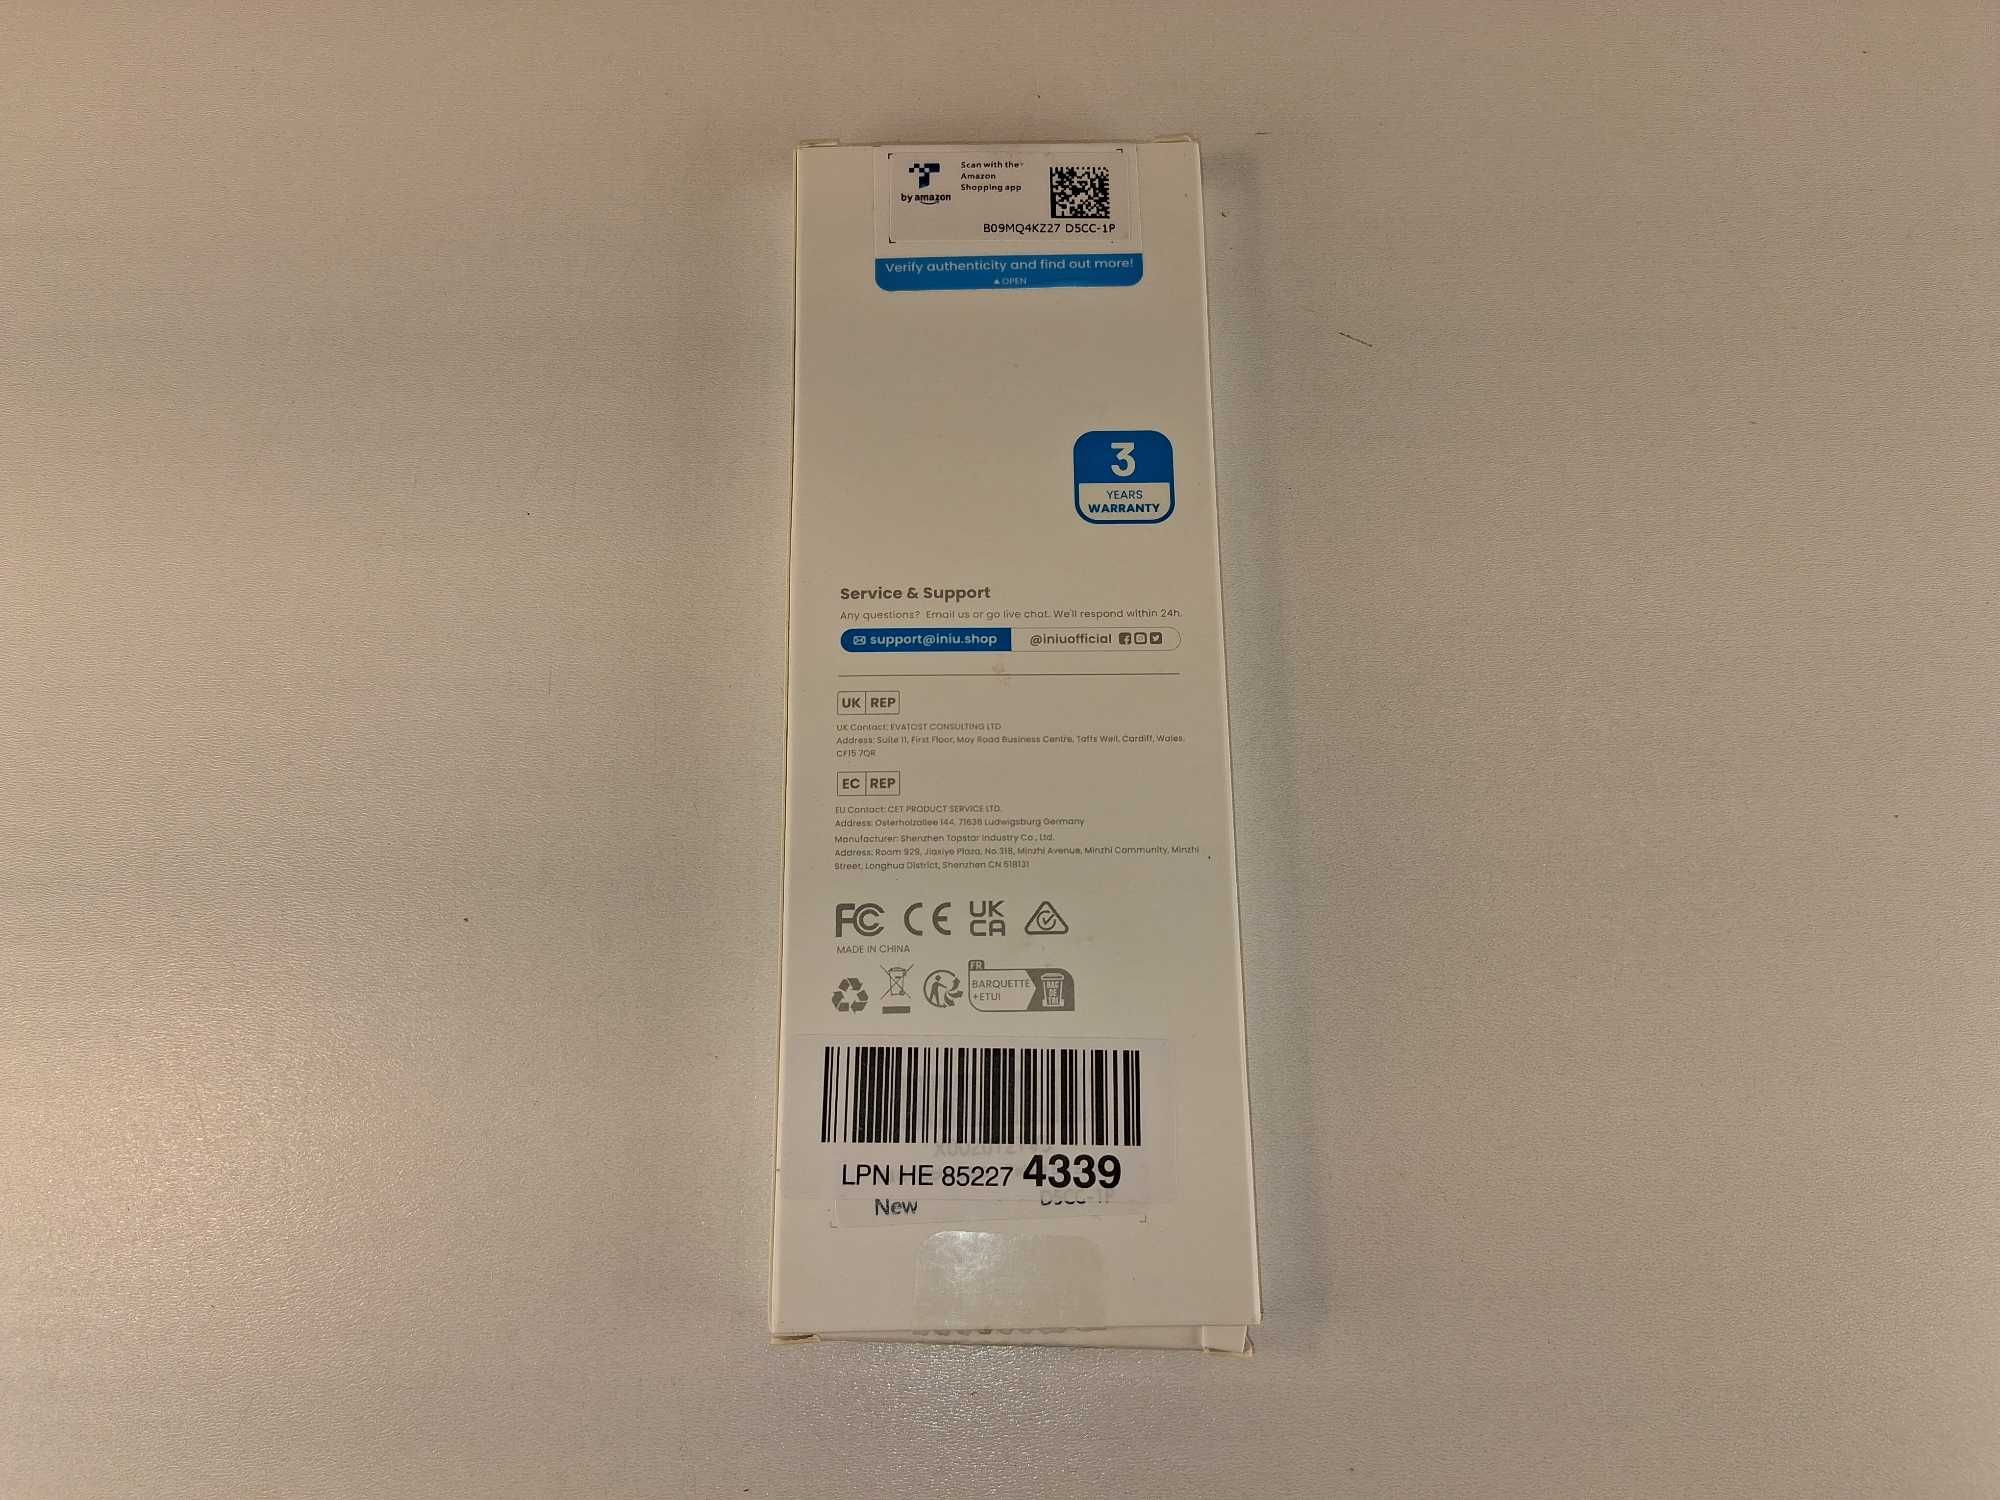 Scan with the
Amazon
Shopping app
by amazon
B09MQ4KZ27 D5CC-1P
Verify authenticity and find out more!
▲ OPEN
3
YEARS
WARRANTY
Service & Support
Any questions? Email us or go live chat. We'll respond within 24h.
support@iniu.shop @iniuofficial
UK REP
UK Contact: EVATOST CONSULTING LTD
Address: Suite 11, First Floor, Moy Road Business Centre, Taffs Well, Cardiff, Wales.
CF15 7QR
EC REP
EU Contact: CET PRODUCT SERVICE LTD.
Address: Osterholzallee 144, 71636 Ludwigsburg Germany
Manufacturer: Shenzhen Topstar Industry Co., Ltd.
Address: Room 929, Jiaxiye Plaza, No.318, Minzhi Avenue, Minzhi Community, Minzhi
Street, Longhua District, Shenzhen CN 518131
FC CE UK
CA
MADE IN CHINA
FR
BARQUETTE
+ETUI
BAC
DE
TRI
LPN HE 85227 4339
New D5CC-1P